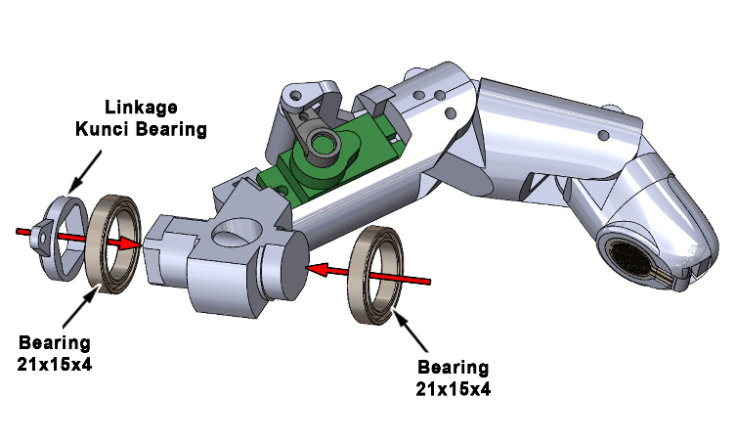 Linkage
Kunci Bearing
Bearing
21x15x4
Bearing
21x15x4